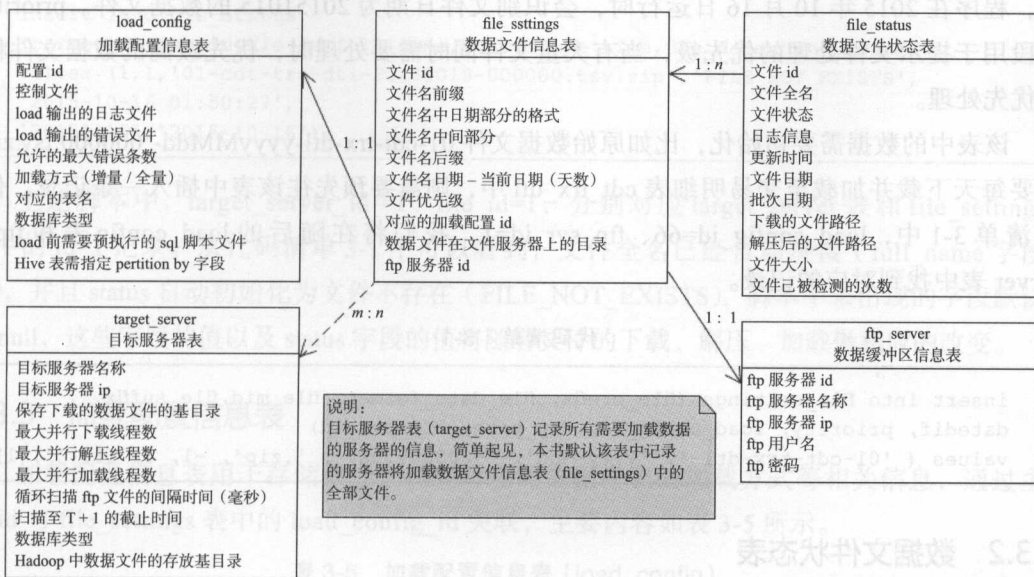 load_config
加载配置信息表
配置 id
控制文件
load 输出的日志文件
load 输出的错误文件
允许的最大错误条数
加载方式（增量 / 全量）
对应的表名
数据库类型
load 前需要预执行的 sql 脚本文件
Hive 表需指定 partition by 字段
file_settings
数据文件信息表
文件 id
文件名前缀
文件名中日期部分的格式
文件名中间部分
文件名后缀
文件名日期 – 当前日期（天数）
文件优先级
对应的加载配置 id
数据文件在文件服务器上的目录
ftp 服务器 id
file_status
数据文件状态表
文件 id
文件全名
文件状态
日志信息
更新时间
文件日期
批次日期
下载的文件路径
解压后的文件路径
文件大小
文件已被检测的次数
1:1
1:n
m:n
1:1
target_server
目标服务器表
目标服务器名称
目标服务器 ip
保存下载的数据文件的基目录
最大并行下载线程数
最大并行解压线程数
最大并行加载线程数
循环扫描 ftp 文件的间隔时间（毫秒）
扫描至 T + 1 的截止时间
数据库类型
Hadoop 中数据文件的存放基目录
说明：
目标服务器表（target_server）记录所有需要加载数据
的服务器的信息，简单起见，本书默认该表中记录
的服务器将加载数据文件信息表（file_settings）中的
全部文件。
ftp_server
数据缓冲区信息表
ftp 服务器 id
ftp 服务器名称
ftp 服务器 ip
ftp 用户名
ftp 密码